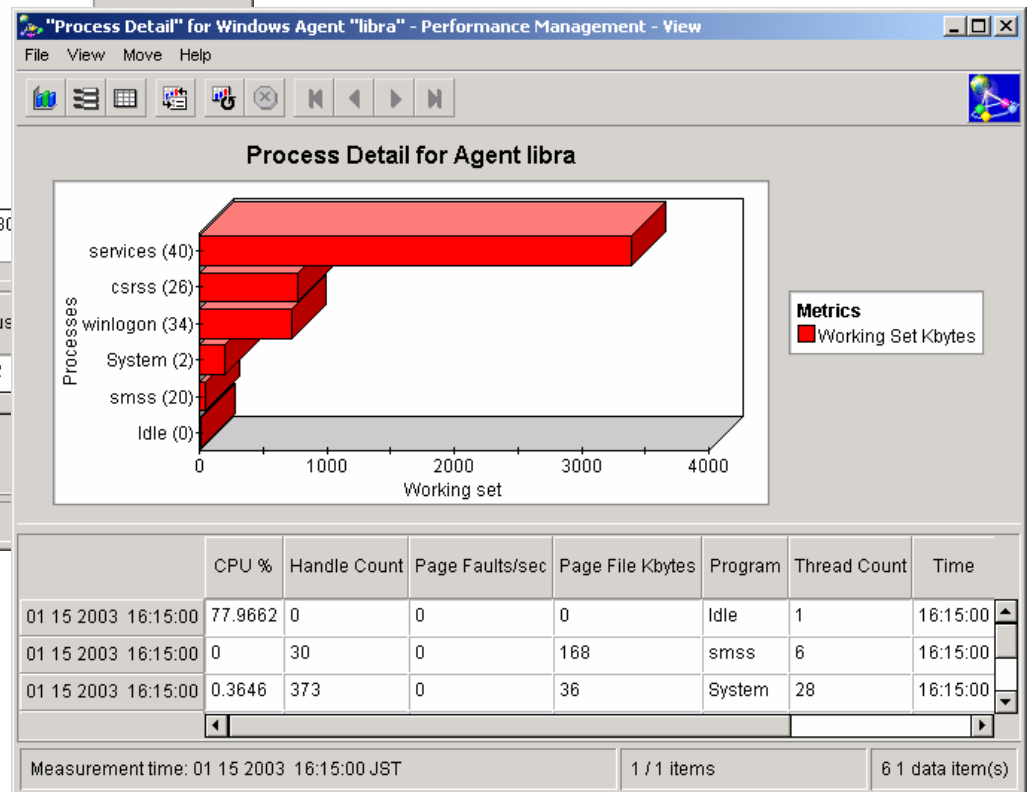 "Process Detail" for Windows Agent "libra" - Performance Management - View
File View Move Help
Process Detail for Agent libra
Processes
services (40)
csrss (26)
winlogon (34)
System (2)
smss (20)
Idle (0)
0 1000 2000 3000 4000
Working set
Metrics
Working Set Kbytes
CPU % Handle Count Page Faults/sec Page File Kbytes Program Thread Count Time
01 15 2003 16:15:00 77.9662 0 0 0 Idle 1 16:15:00
01 15 2003 16:15:00 0 30 0 168 smss 6 16:15:00
01 15 2003 16:15:00 0.3646 373 0 36 System 28 16:15:00
Measurement time: 01 15 2003 16:15:00 JST
1 / 1 items
6 1 data item(s)